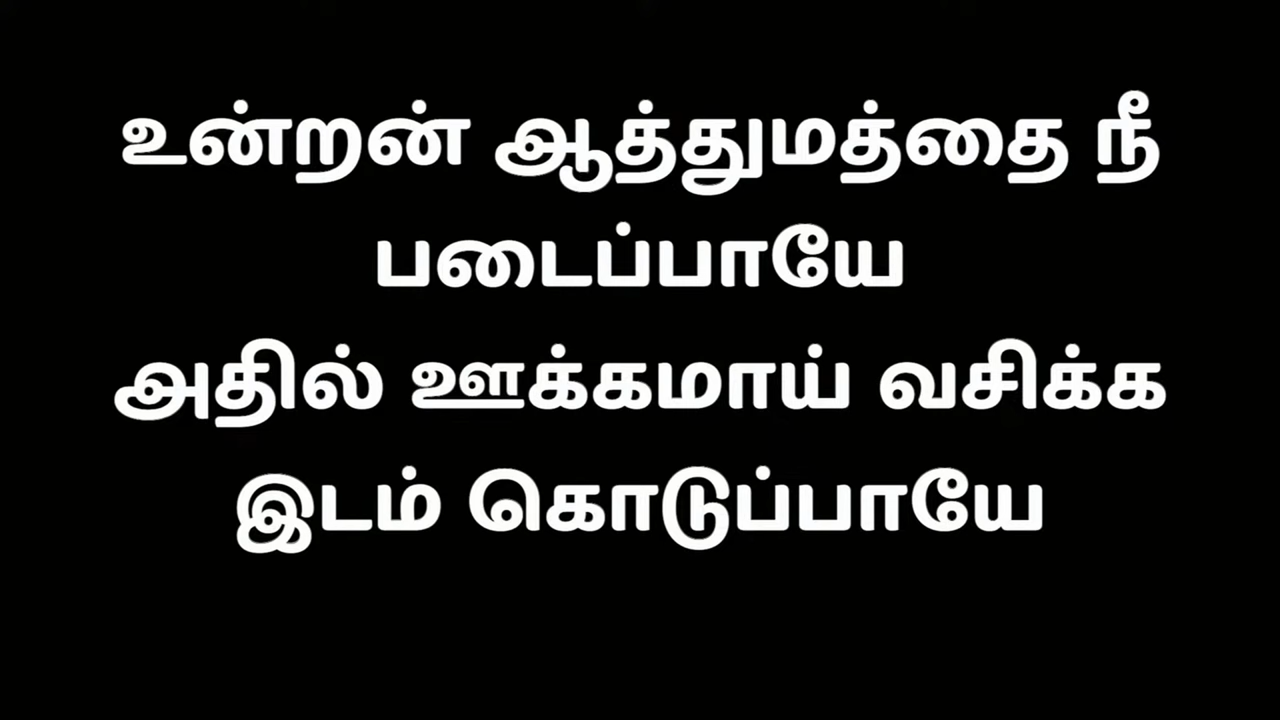 உன்றன் ஆத்துமத்தை நீ
படைப்பாயே
அதில் ஊக்கமாய் வசிக்க
இடம் கொடுப்பாயே